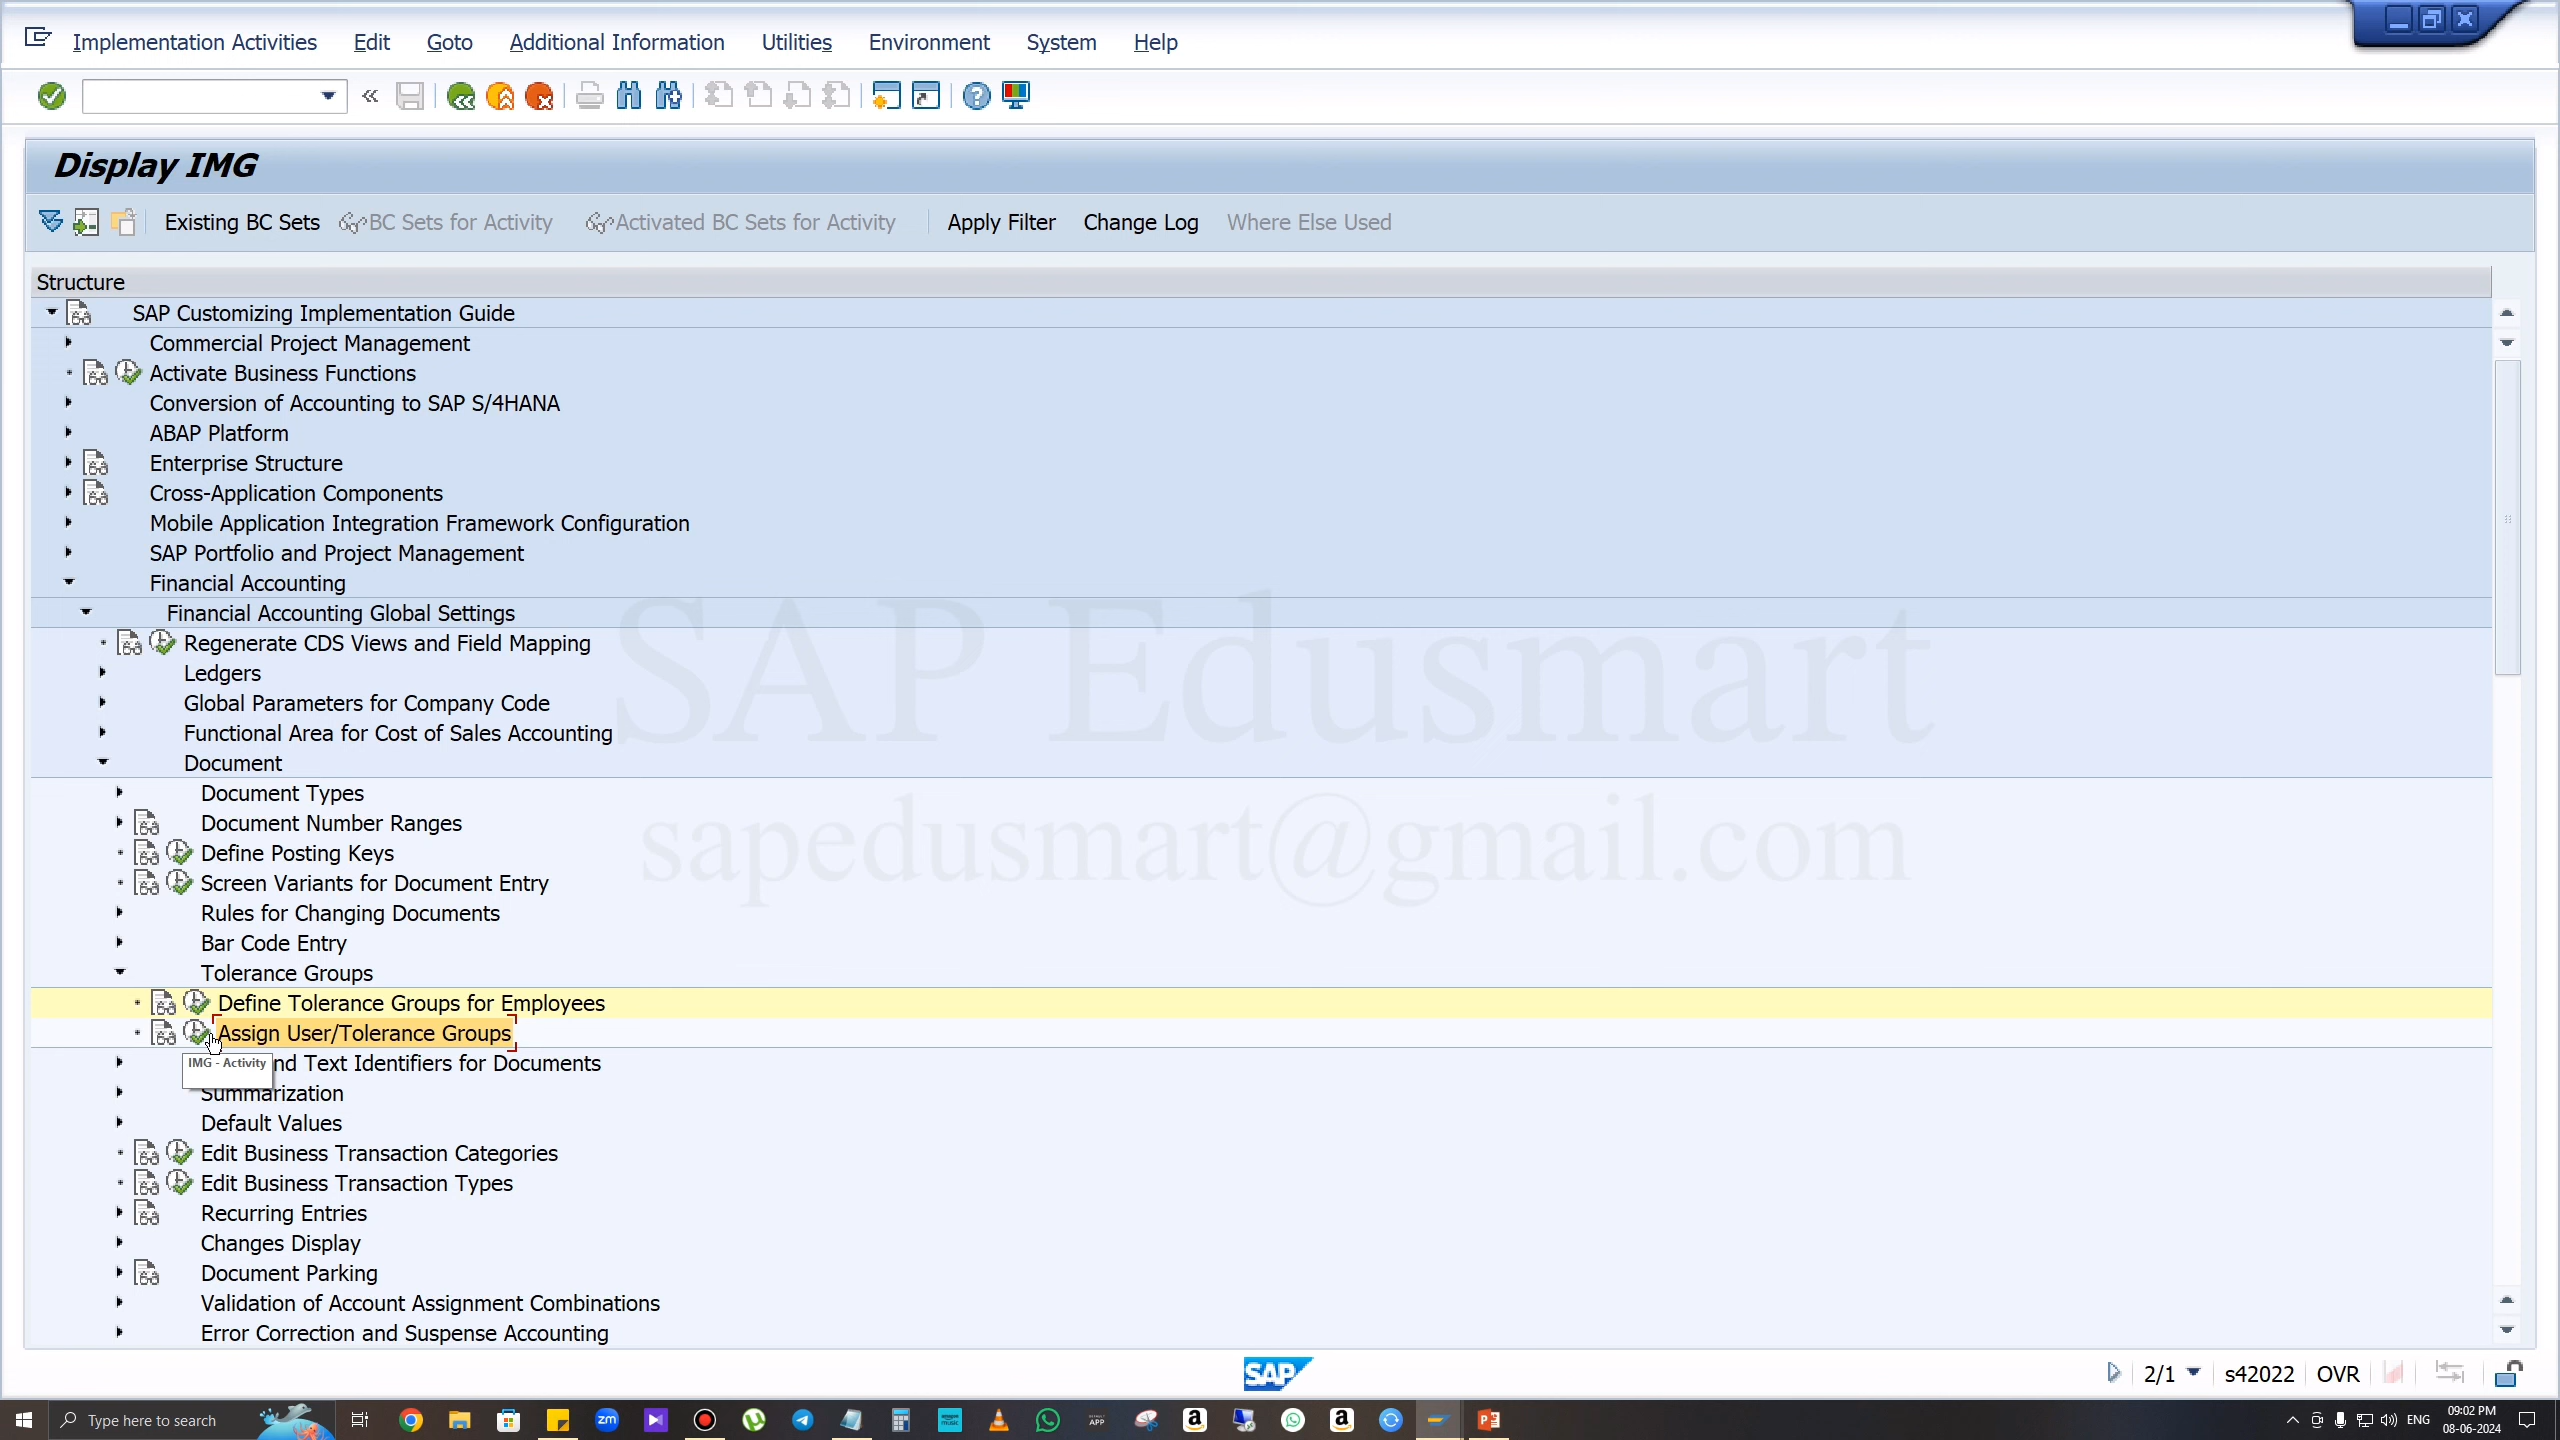 Implementation Activities Edit Goto Additional Information Utilities Environment System Help
Display IMG
Existing BC Sets BC Sets for Activity Activated BC Sets for Activity Apply Filter Change Log Where Else Used
Structure
SAP Customizing Implementation Guide
Commercial Project Management
Activate Business Functions
Conversion of Accounting to SAP S/4HANA
ABAP Platform
Enterprise Structure
Cross-Application Components
Mobile Application Integration Framework Configuration
SAP Portfolio and Project Management
Financial Accounting
Financial Accounting Global Settings
Regenerate CDS Views and Field Mapping
Ledgers
Global Parameters for Company Code
Functional Area for Cost of Sales Accounting
SAP Edusmart
Document
Document Types
Document Number Ranges
Define Posting Keys
sapedusmart@gmail.com
Screen Variants for Document Entry
Rules for Changing Documents
Bar Code Entry
Tolerance Groups
Define Tolerance Groups for Employees
Assign User/Tolerance Groups
IMG - Activity
nd Text Identifiers for Documents
Summarization
Default Values
Edit Business Transaction Categories
Edit Business Transaction Types
Recurring Entries
Changes Display
Document Parking
Validation of Account Assignment Combinations
Error Correction and Suspense Accounting
SAP 2/1 s42022 OVR
Type here to search zm APP a a ENG 09:02 PM
08-06-2024